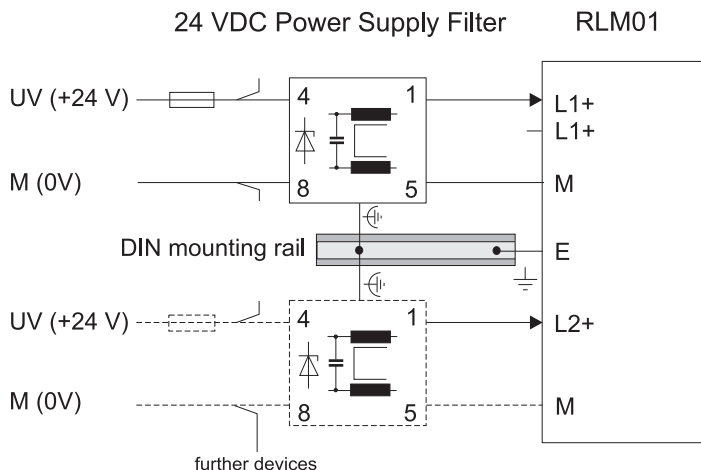 24 VDC Power Supply Filter RLM01
UV (+24 V) 4 1 L1+
L1+
M (0V) 8 5 M
DIN mounting rail E
UV (+24 V) 4 1 L2+
M (0V) 8 5 M
further devices